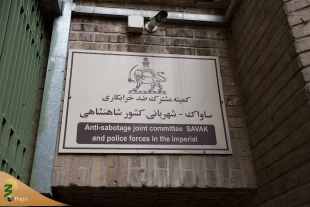 کمیته مشترک ضد خرابکاری
ساواک - شهربانی کشور شاهنشاهی
Anti-sabotage joint committee SAVAK
and police forces in the imperial